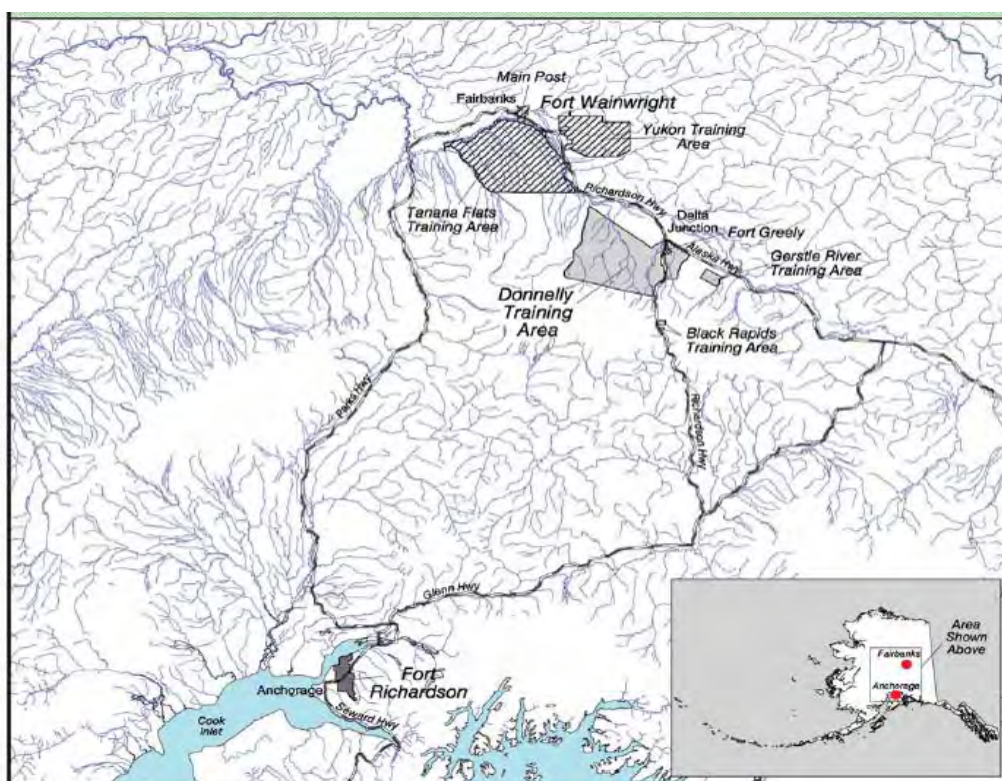 Main Post
Fairbanks
Fort Wainwright
Yukon Training
Area
Richardson Hwy
Tanana Flats
Training Area
Delta
Junction
Fort Greely
Alaska Hwy
Gerstle River
Training Area
Donnelly
Training
Area
Black Rapids
Training Area
Parks Hwy
Richardson Hwy
Glenn Hwy
Fort
Richardson
Anchorage
Seward Hwy
Cook
Inlet
Area
Shown
Above
Fairbanks
Anchorage